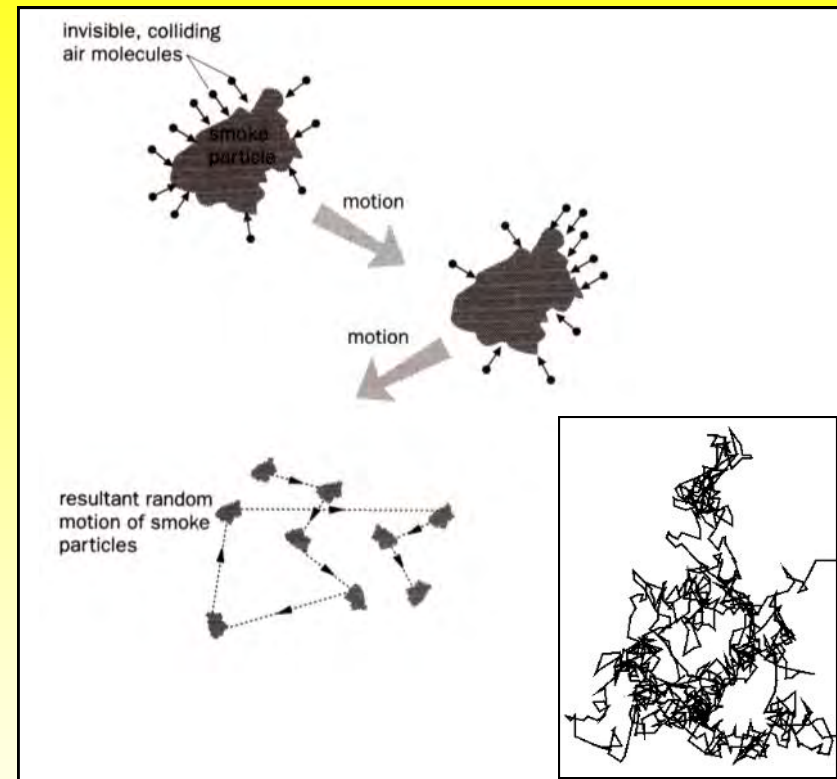 invisible, colliding
air molecules
smoke
particle
motion
motion
resultant random
motion of smoke
particles